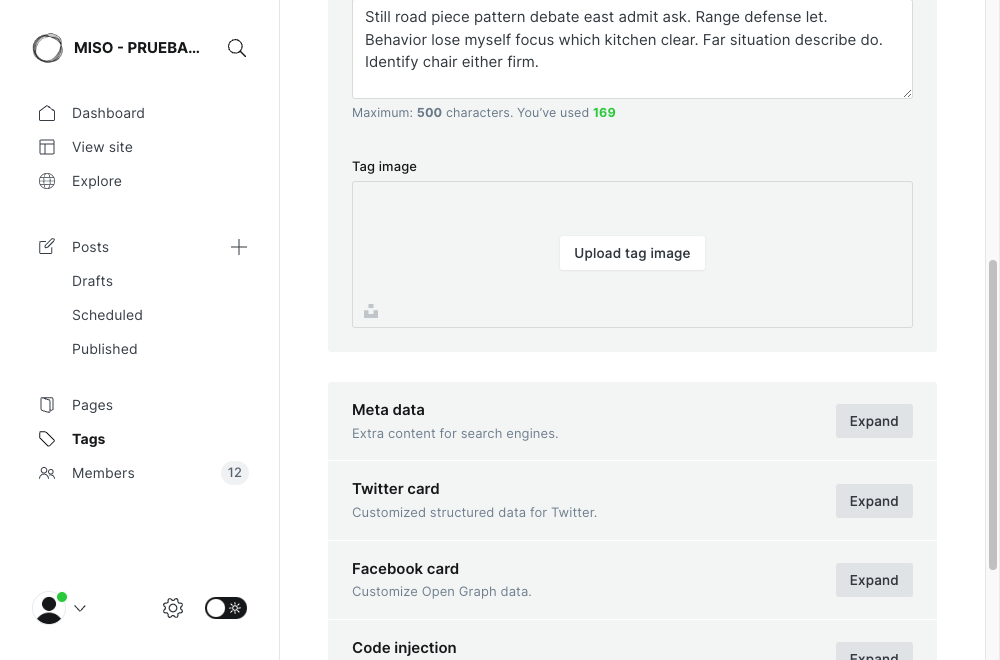 MISO - PRUEBA...
Dashboard
View site
Explore
Posts
Drafts
Scheduled
Published
Pages
Tags
Members
12
Still road piece pattern debate east admit ask. Range defense let.
Behavior lose myself focus which kitchen clear. Far situation describe do.
Identify chair either firm.
Maximum: 500 characters. You’ve used 169
Tag image
Upload tag image
Meta data
Extra content for search engines.
Expand
Twitter card
Customized structured data for Twitter.
Expand
Facebook card
Customize Open Graph data.
Expand
Code injection
Expand